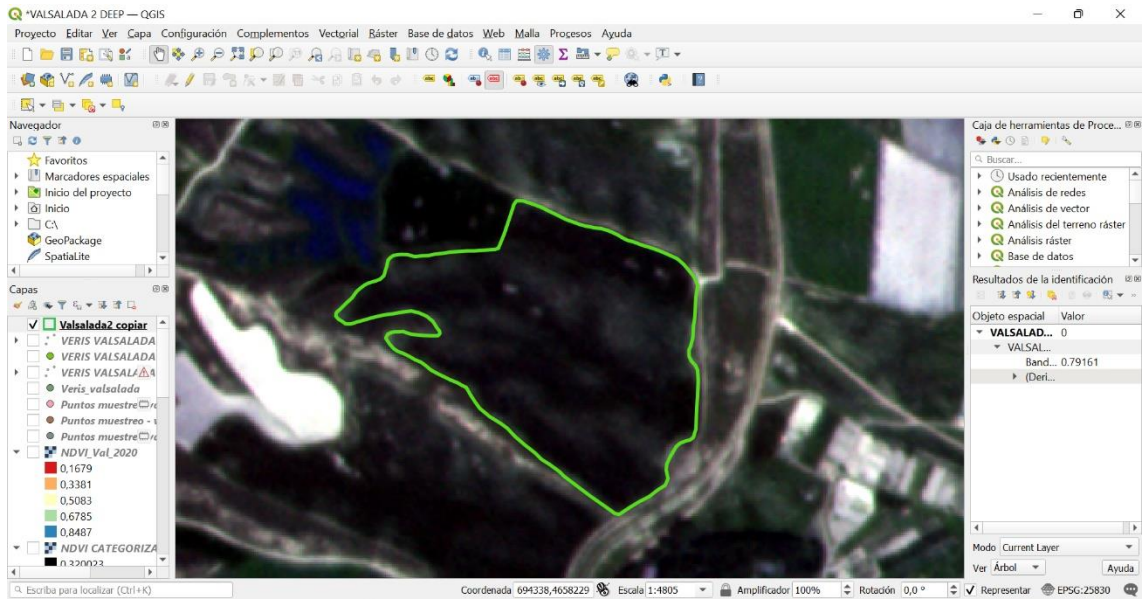 *VALSALADA 2 DEEP — QGIS
Proyecto Editar Ver Capa Configuración Complementos Vectorial Ráster Base de datos Web Malla Procesos Ayuda
Navegador
Favoritos
Marcadores espaciales
Inicio del proyecto
Inicio
C:\
GeoPackage
SpatiaLite
Capas
Valsalada2 copiar
VERIS VALSALADA
VERIS VALSALADA
VERIS VALSAL
Veris_valsalada
Puntos muestre
Puntos muestreo - v
Puntos muestre
NDVI_Val_2020
0,1679
0,3381
0,5083
0,6785
0,8487
NDVI CATEGORIZA
0,320023
Caja de herramientas de Proce...
Buscar...
Usado recientemente
Análisis de redes
Análisis de vector
Análisis del terreno ráster
Análisis ráster
Base de datos
Resultados de la identificación
Objeto espacial Valor
VALSALAD... 0
VALSAL...
Band... 0.79161
(Deri...
Modo Current Layer
Ver Árbol Ayuda
Escriba para localizar (Ctrl+K) Coordenada 694338,4658229 Escala 1:4805 Amplificador 100% Rotación 0,0 ° Representar EPSG:25830